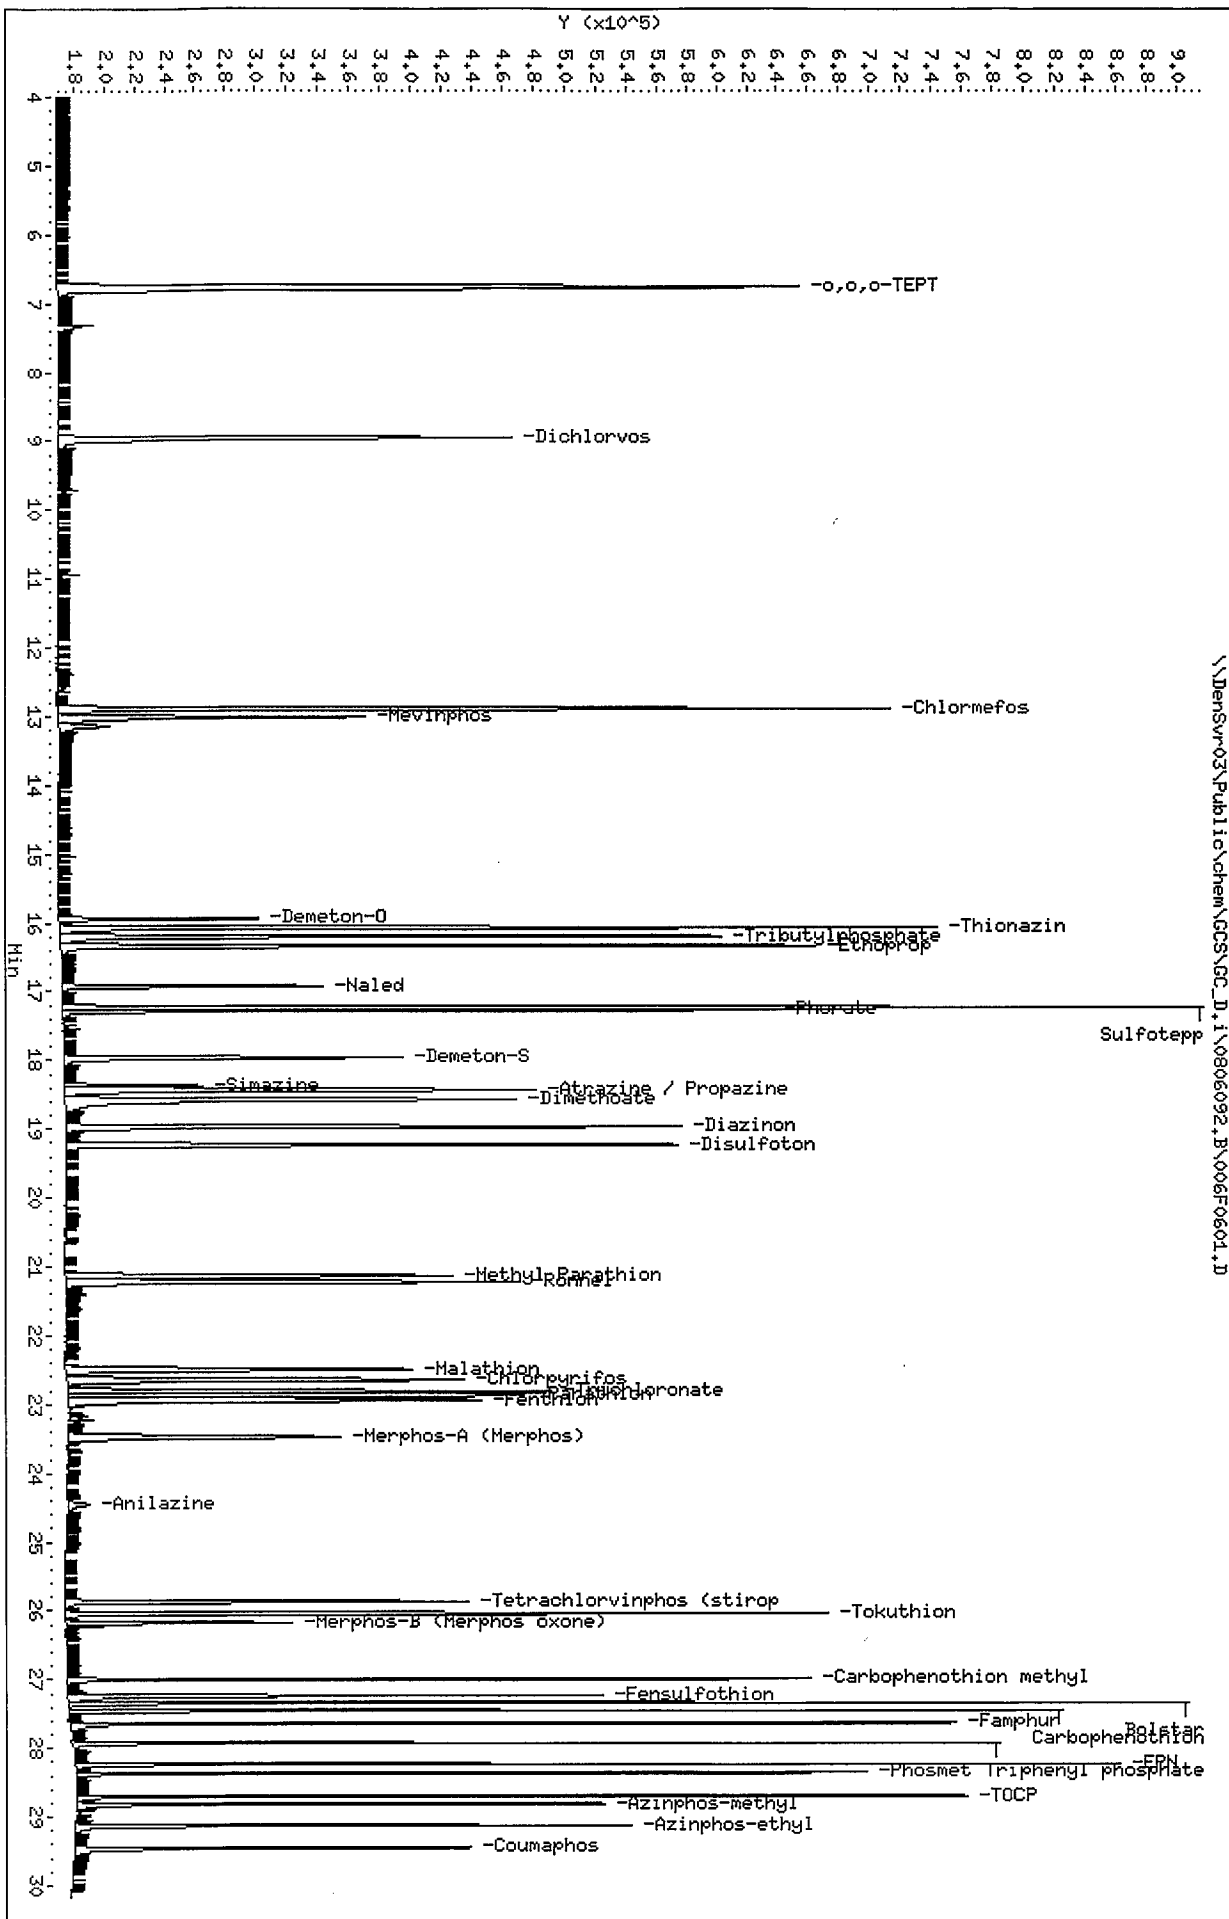 \\DenSvr03\Public\chem\GCS\GC_D.i\0806092.B\006F0601.D
Y (x10^5)
1.8
2.0
2.2
2.4
2.6
2.8
3.0
3.2
3.4
3.6
3.8
4.0
4.2
4.4
4.6
4.8
5.0
5.2
5.4
5.6
5.8
6.0
6.2
6.4
6.6
6.8
7.0
7.2
7.4
7.6
7.8
8.0
8.2
8.4
8.6
8.8
9.0
4
5
6
7
8
9
10
11
12
13
14
15
16
17
18
19
20
21
22
23
24
25
26
27
28
29
30
Min
-o,o,o-TEPT
-Dichlorvos
-Chlormefos
-Mevinphos
-Demeton-O
-Thionazin
-Tributylphosphate
-Ethoprop
-Naled
-Phorate
Sulfotepp
-Demeton-S
-Simazine
-Atrazine / Propazine
-Dimethoate
-Diazinon
-Disulfoton
-Methyl Parathion
-Ronnel
-Malathion
-Chlorpyrifos
-Trichloronate
-Fenthion
-Merphos-A (Merphos)
-Anilazine
-Tetrachlorvinphos (stirop
-Tokuthion
-Merphos-B (Merphos oxone)
-Carbophenothion methyl
-Fensulfothion
-Famphur
Bolstar
Carbophenothion
-EPN
-Phosmet Triphenyl phosphate
-TOCP
-Azinphos-methyl
-Azinphos-ethyl
-Coumaphos